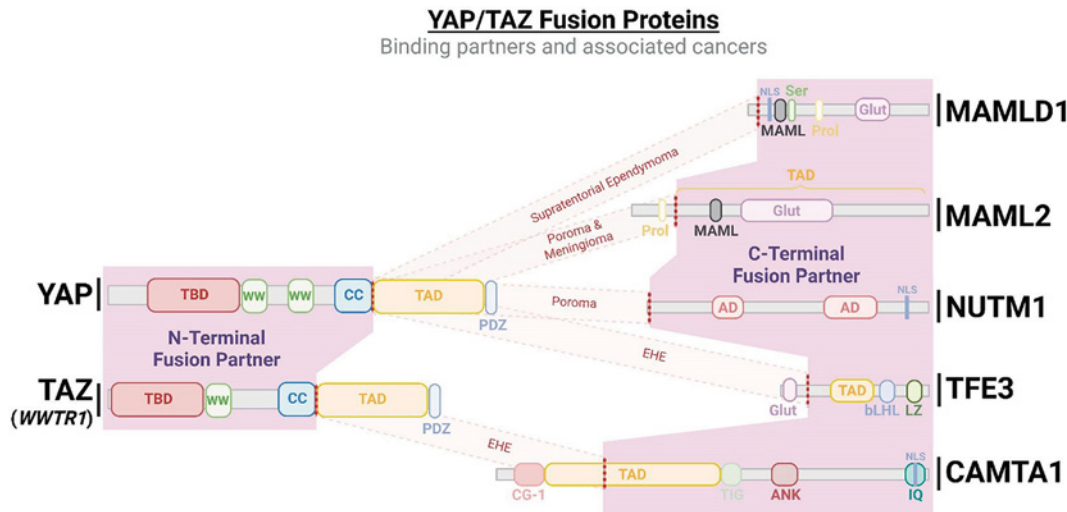 YAP/TAZ Fusion Proteins
Binding partners and associated cancers
NLS
Ser
Glut
MAMLD1
MAML
Prol
Supratentorial Ependymoma
TAD
Poroma &
Meningioma
Glut
MAML2
Prol
MAML
C-Terminal
Fusion Partner
YAP
TBD
WW
WW
CC
TAD
PDZ
Poroma
AD
AD
NLS
NUTM1
N-Terminal
Fusion Partner
EHE
TAZ
(WWTR1)
TBD
WW
CC
TAD
PDZ
TAD
TFE3
Glut
bLHL
LZ
EHE
NLS
TAD
CAMTA1
CG-1
TIG
ANK
IQ